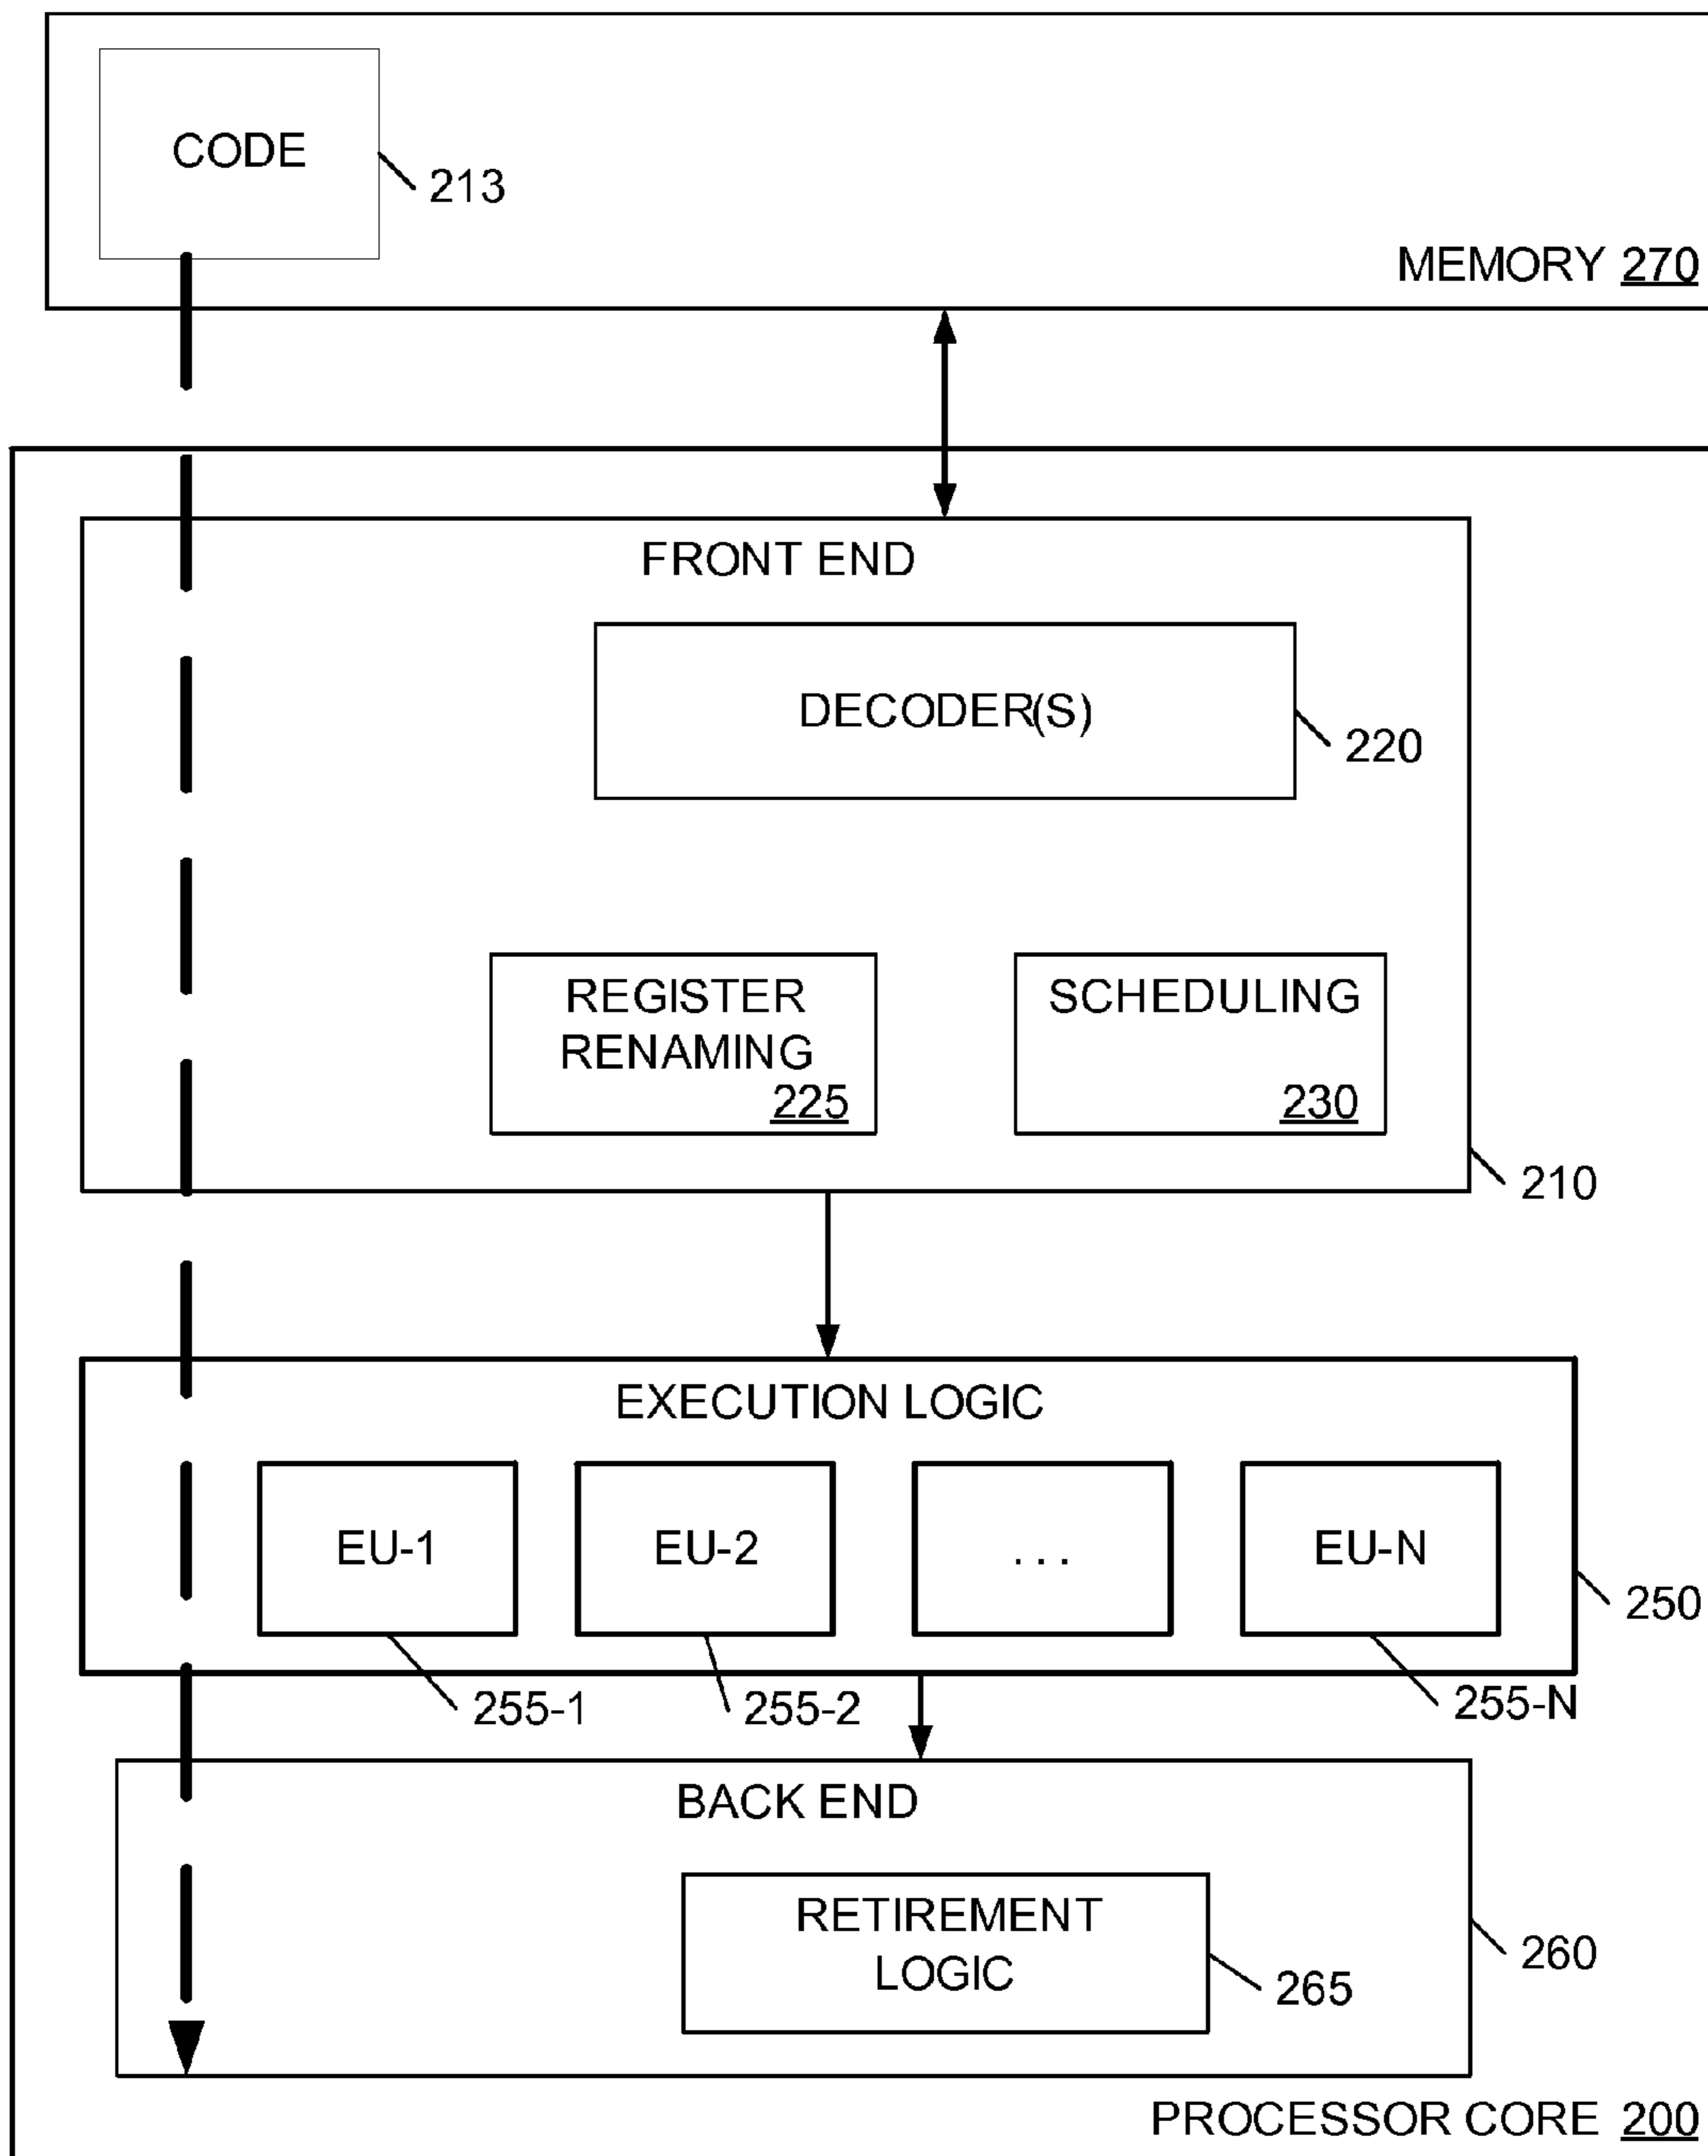 CODE
213
MEMORY 270
FRONT END
DECODER(S)
220
REGISTER
RENAMING
225
SCHEDULING
230
210
EXECUTION LOGIC
EU-1
EU-2
. . .
EU-N
250
255-1
255-2
255-N
BACK END
RETIREMENT
LOGIC
265
260
PROCESSOR CORE 200